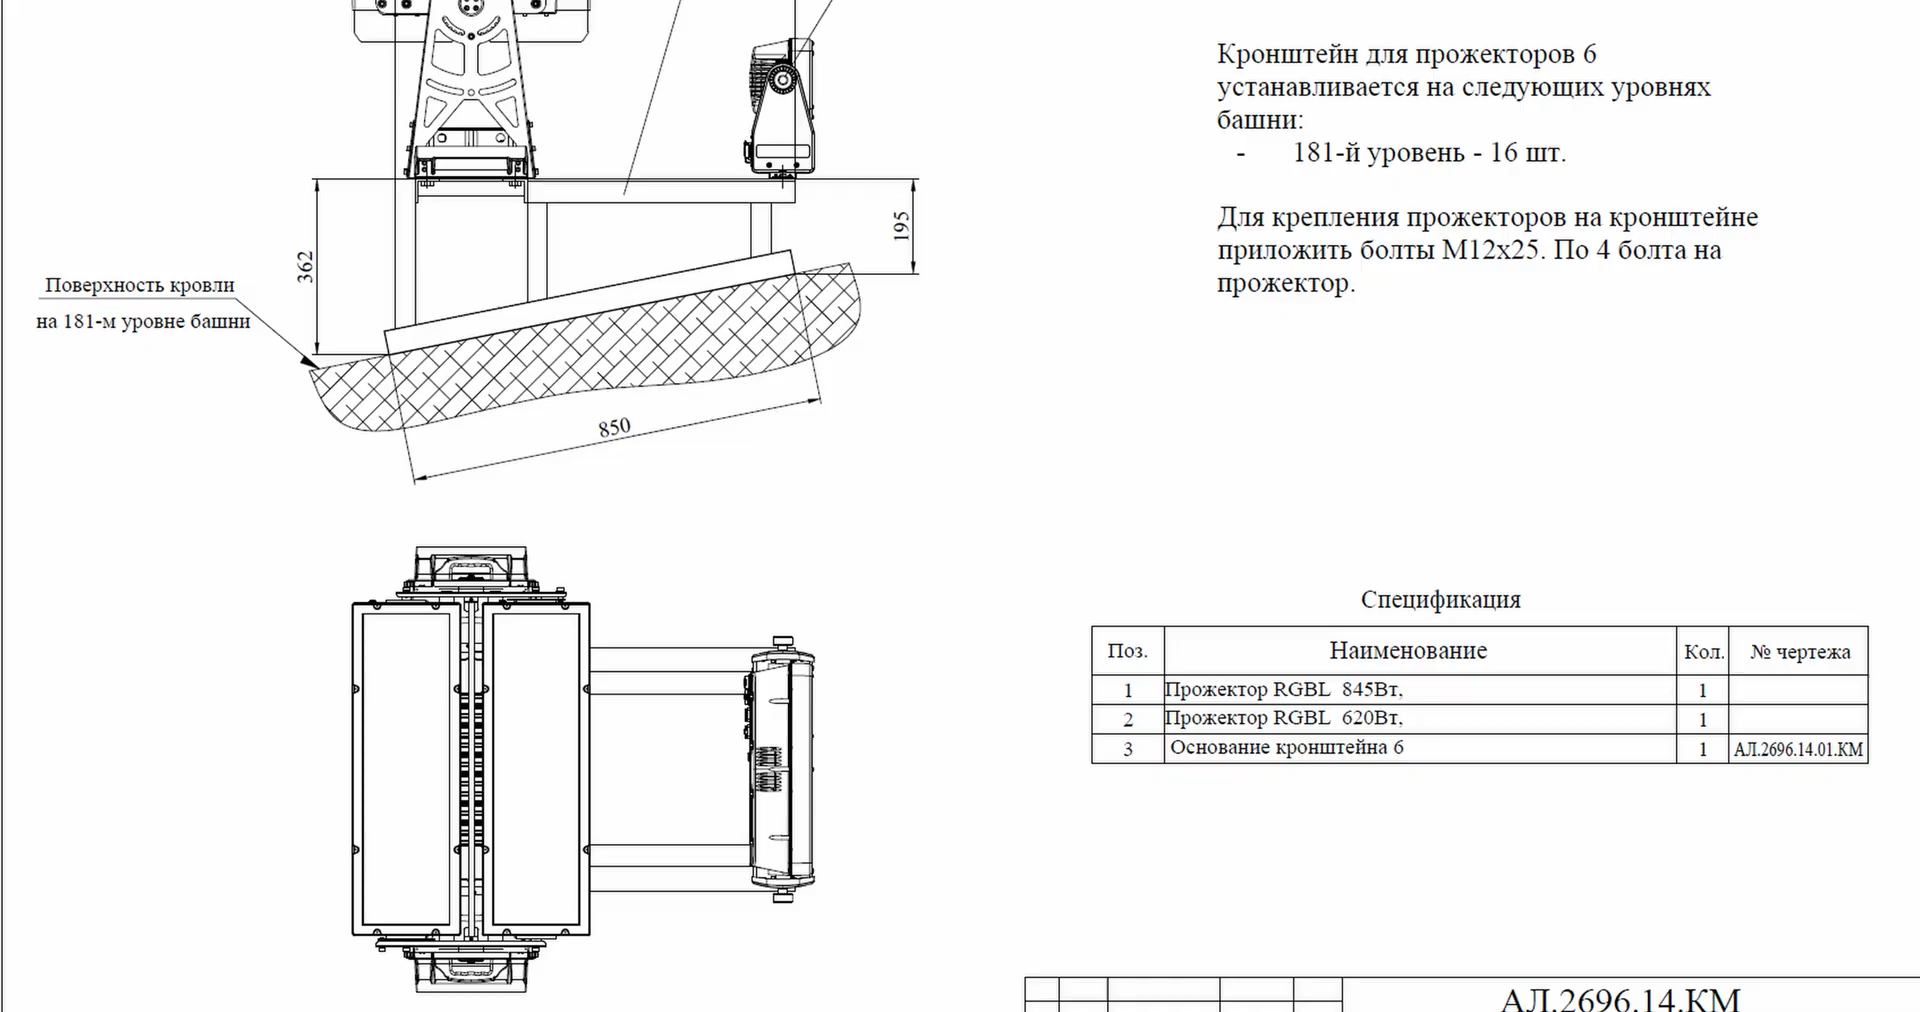 Кронштейн для прожекторов 6
устанавливается на следующих уровнях
башни:
- 181-й уровень - 16 шт.
Для крепления прожекторов на кронштейне
приложить болты М12х25. По 4 болта на
прожектор.
362
195
Поверхность кровли
на 181-м уровне башни
850
Спецификация
Поз. Наименование Кол. № чертежа
1 Прожектор RGBL 845Вт, 1
2 Прожектор RGBL 620Вт, 1
3 Основание кронштейна 6 1 АЛ.2696.14.01.КМ
АЛ.2696.14.КМ